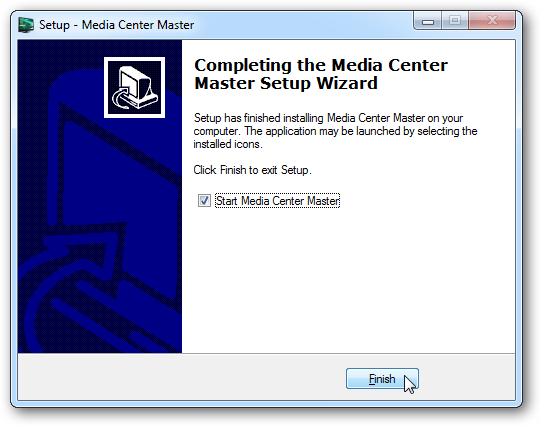 Setup - Media Center Master
Completing the Media Center
Master Setup Wizard
Setup has finished installing Media Center Master on your
computer. The application may be launched by selecting the
installed icons.
Click Finish to exit Setup.
Start Media Center Master
Finish